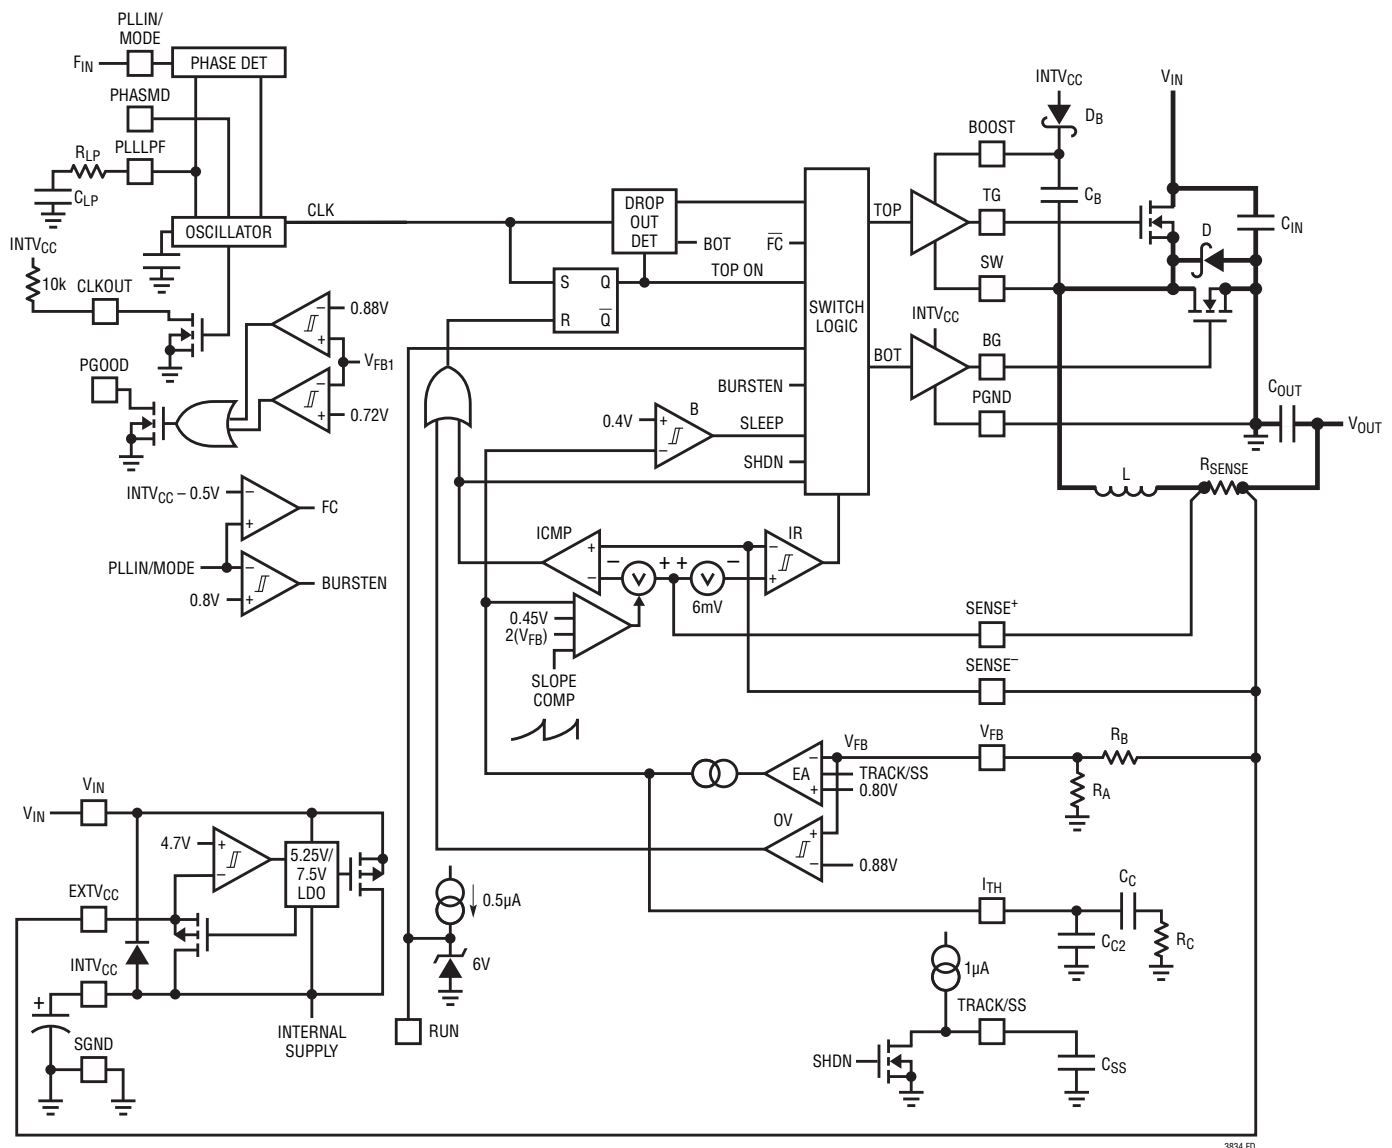 PLLIN/
MODE
F_IN
PHASE DET
PHASMD
R_LP
PLLLPF
C_LP
CLK
OSCILLATOR
INTV_CC
10k
CLKOUT
0.88V
V_FB1
0.72V
PGOOD
INTV_CC – 0.5V
FC
PLLIN/MODE
BURSTEN
0.8V
DROP
OUT
DET
BOT
TOP ON
S
Q
R
Q̅
F̅C̅
SWITCH
LOGIC
BURSTEN
0.4V
B
SLEEP
SHDN
TOP
BOT
INTV_CC
D_B
BOOST
C_B
TG
SW
INTV_CC
BG
PGND
V_IN
D
C_IN
C_OUT
V_OUT
L
R_SENSE
ICMP
+
–
–
V
+
+
V
–
6mV
IR
–
+
0.45V
2(V_FB)
SLOPE
COMP
SENSE+
SENSE–
V_FB
EA
TRACK/SS
0.80V
OV
0.88V
V_FB
R_B
R_A
I_TH
C_C
C_C2
R_C
1µA
TRACK/SS
SHDN
C_SS
V_IN
V_IN
4.7V
5.25V/
7.5V
LDO
EXTV_CC
INTV_CC
+
SGND
INTERNAL
SUPPLY
0.5µA
6V
RUN
3834 FD